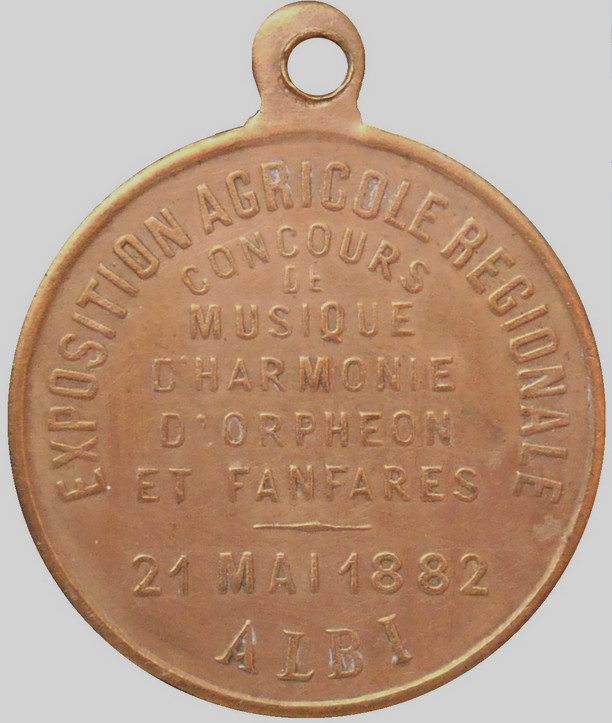 EXPOSITION AGRICOLE REGIONALE
CONCOURS
DE
MUSIQUE
D'HARMONIE
D'ORPHEON
ET FANFARES
21 MAI 1882
ALBI